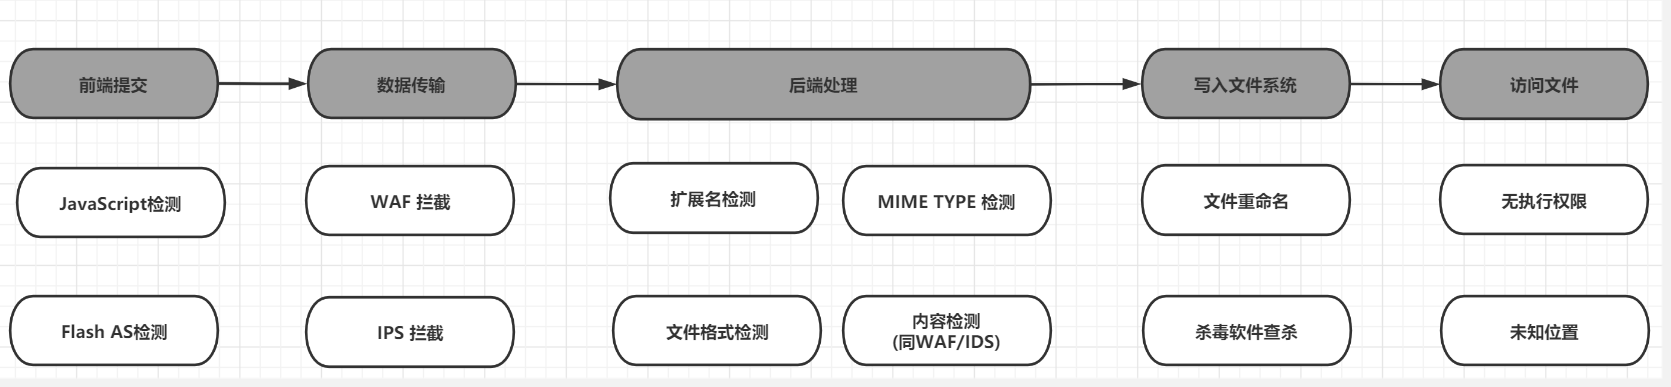 前端提交
数据传输
后端处理
写入文件系统
访问文件
JavaScript检测
WAF 拦截
扩展名检测
MIME TYPE 检测
文件重命名
无执行权限
Flash AS检测
IPS 拦截
文件格式检测
内容检测
(同WAF/IDS)
杀毒软件查杀
未知位置